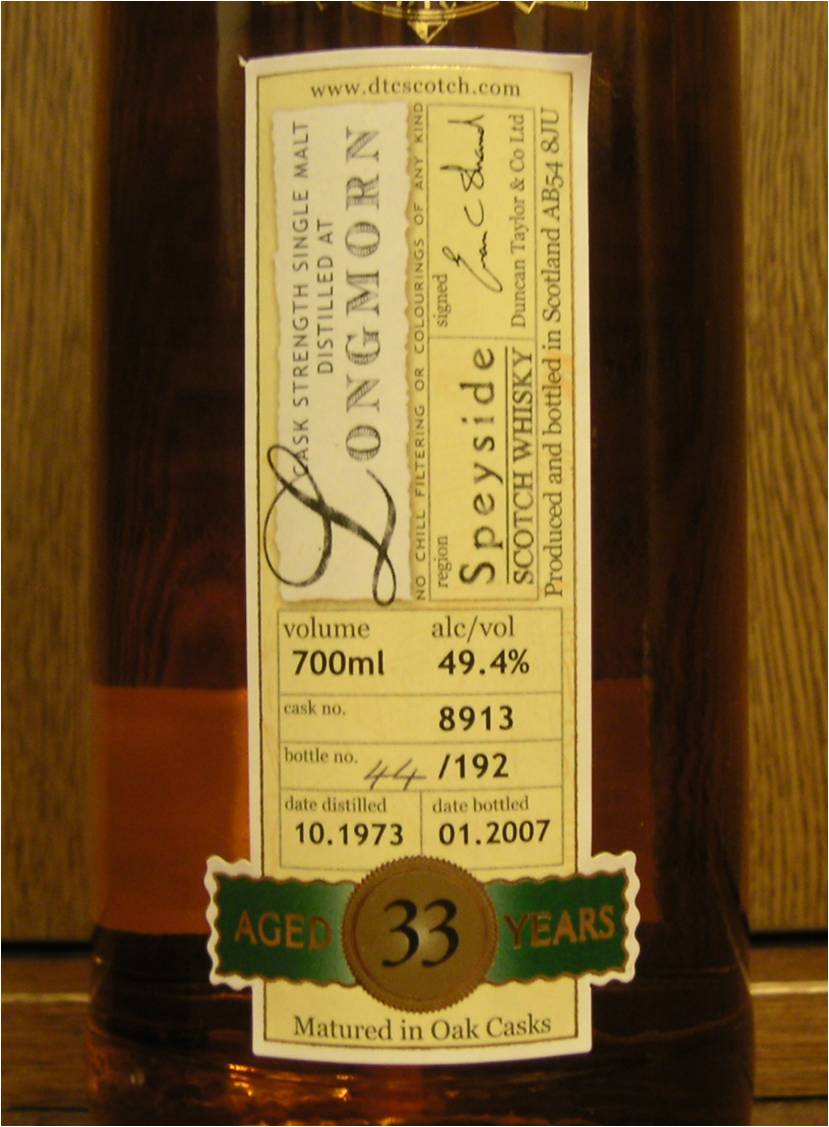 www.dtcscotch.com
CASK STRENGTH SINGLE MALT
DISTILLED AT
LONGMORN
NO CHILL FILTERING OR COLOURINGS OF ANY KIND
region
Speyside
SCOTCH WHISKY
signed
Euan C Shand
Duncan Taylor & Co Ltd
Produced and bottled in Scotland AB54 8JU
volume
700ml
alc/vol
49.4%
cask no.
8913
bottle no.
44 /192
date distilled
10.1973
date bottled
01.2007
AGED 33 YEARS
Matured in Oak Casks